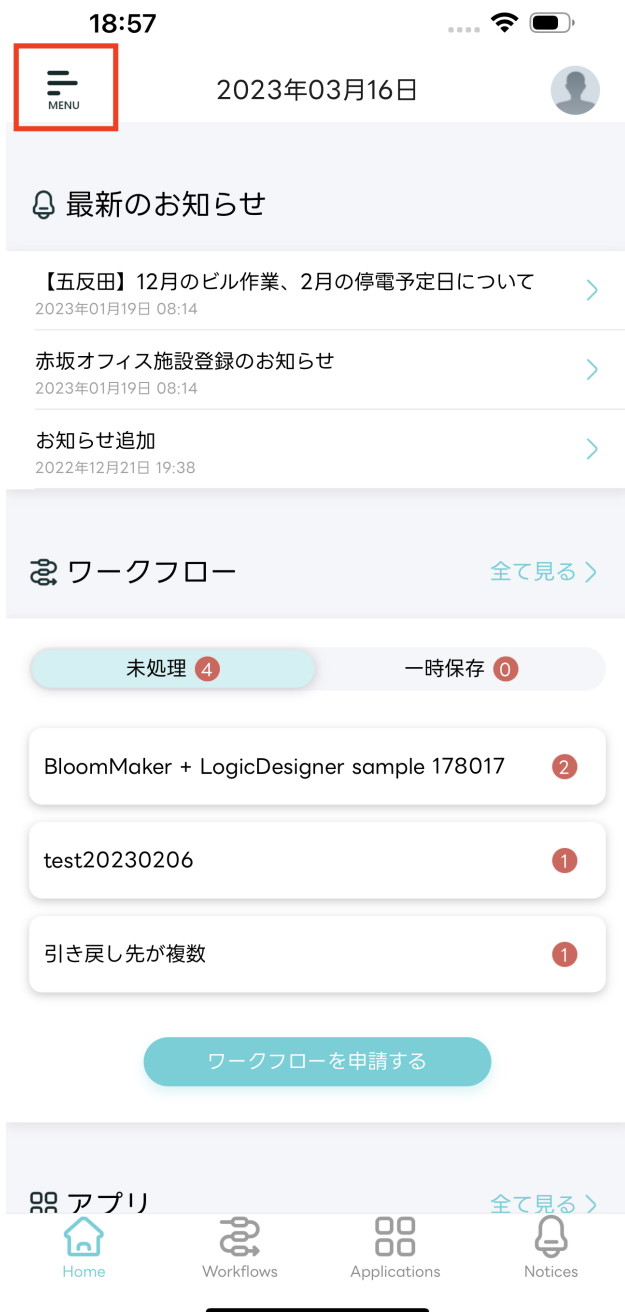 18:57
MENU
2023年03月16日
最新のお知らせ
【五反田】12月のビル作業、2月の停電予定日について
2023年01月19日 08:14
赤坂オフィス施設登録のお知らせ
2023年01月19日 08:14
お知らせ追加
2022年12月21日 19:38
ワークフロー 全て見る
未処理 4 一時保存 0
BloomMaker + LogicDesigner sample 178017 2
test20230206 1
引き戻し先が複数 1
ワークフローを申請する
アプリ 全て見る
Home Workflows Applications Notices